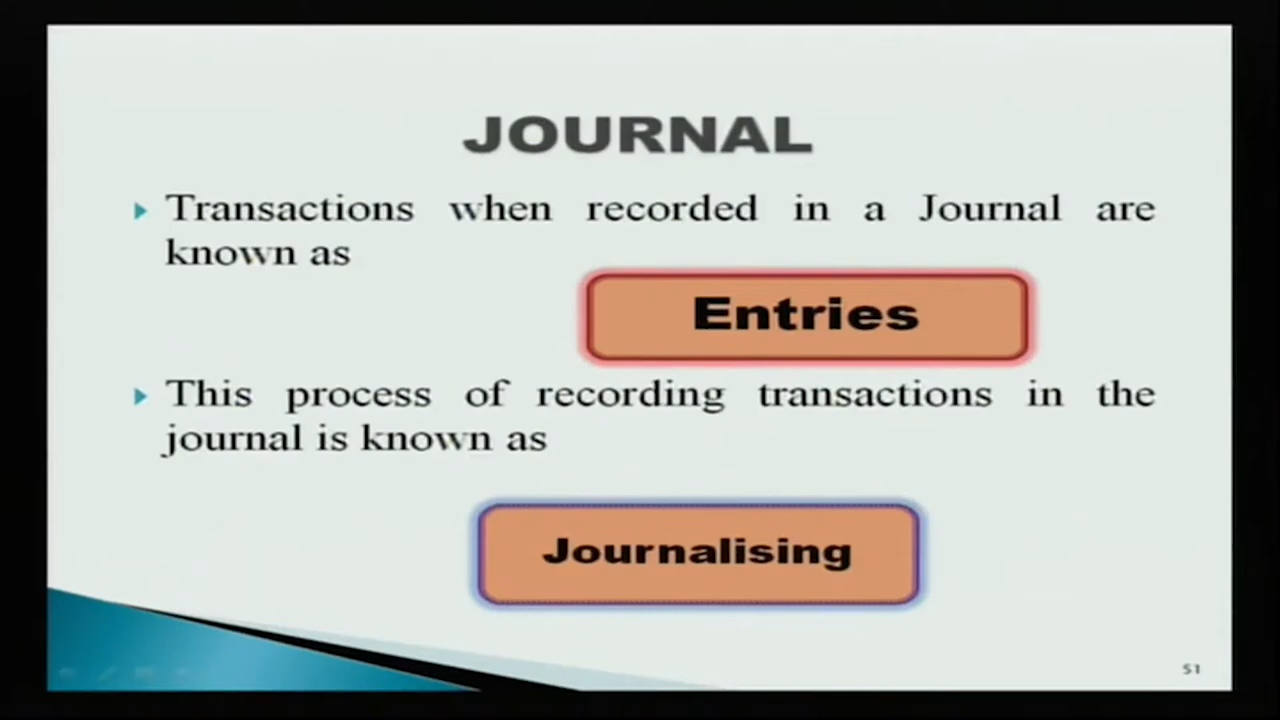 JOURNAL
Transactions when recorded in a Journal are
known as
Entries
This process of recording transactions in the
journal is known as
Journalising
51